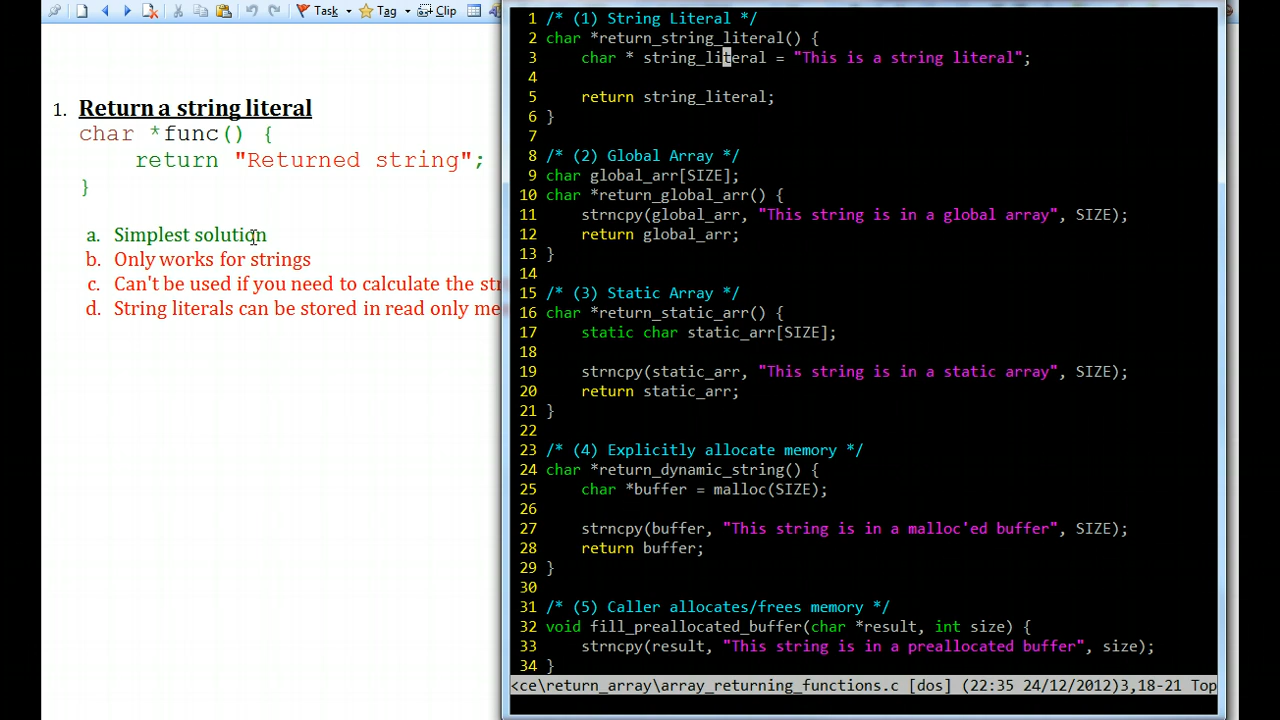 Task Tag Clip
1. Return a string literal
char *func() {
return "Returned string";
}
a. Simplest solution
b. Only works for strings
c. Can't be used if you need to calculate the
d. String literals can be stored in read only
1 /* (1) String Literal */
2 char *return_string_literal() {
3 char * string_literal = "This is a string literal";
4
5 return string_literal;
6 }
7
8 /* (2) Global Array */
9 char global_arr[SIZE];
10 char *return_global_arr() {
11 strncpy(global_arr, "This string is in a global array", SIZE);
12 return global_arr;
13 }
14
15 /* (3) Static Array */
16 char *return_static_arr() {
17 static char static_arr[SIZE];
18
19 strncpy(static_arr, "This string is in a static array", SIZE);
20 return static_arr;
21 }
22
23 /* (4) Explicitly allocate memory */
24 char *return_dynamic_string() {
25 char *buffer = malloc(SIZE);
26
27 strncpy(buffer, "This string is in a malloc'ed buffer", SIZE);
28 return buffer;
29 }
30
31 /* (5) Caller allocates/frees memory */
32 void fill_preallocated_buffer(char *result, int size) {
33 strncpy(result, "This string is in a preallocated buffer", size);
34 }
<ce\return_array\array_returning_functions.c [dos] (22:35 24/12/2012)3,18-21 Top